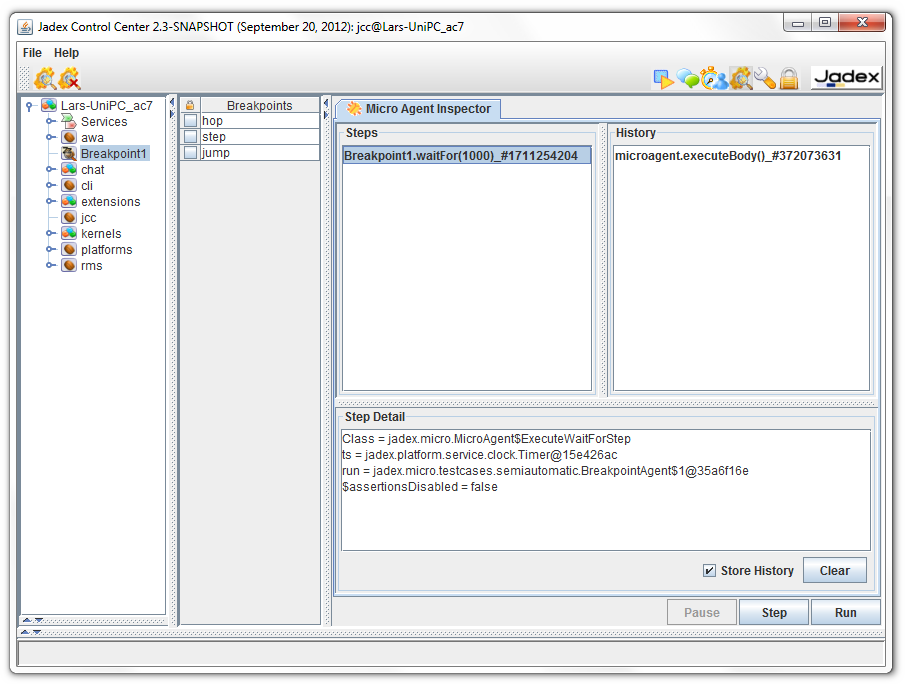 Jadex Control Center 2.3-SNAPSHOT (September 20, 2012): jcc@Lars-UniPC_ac7
File Help
Jadex
Lars-UniPC_ac7
Services
awa
Breakpoint1
chat
cli
extensions
jcc
kernels
platforms
rms
Breakpoints
hop
step
jump
Micro Agent Inspector
Steps
Breakpoint1.waitFor(1000)_#1711254204
History
microagent.executeBody()_#372073631
Step Detail
Class = jadex.micro.MicroAgent$ExecuteWaitForStep
ts = jadex.platform.service.clock.Timer@15e426ac
run = jadex.micro.testcases.semiautomatic.BreakpointAgent$1@35a6f16e
$assertionsDisabled = false
Store History Clear
Pause Step Run